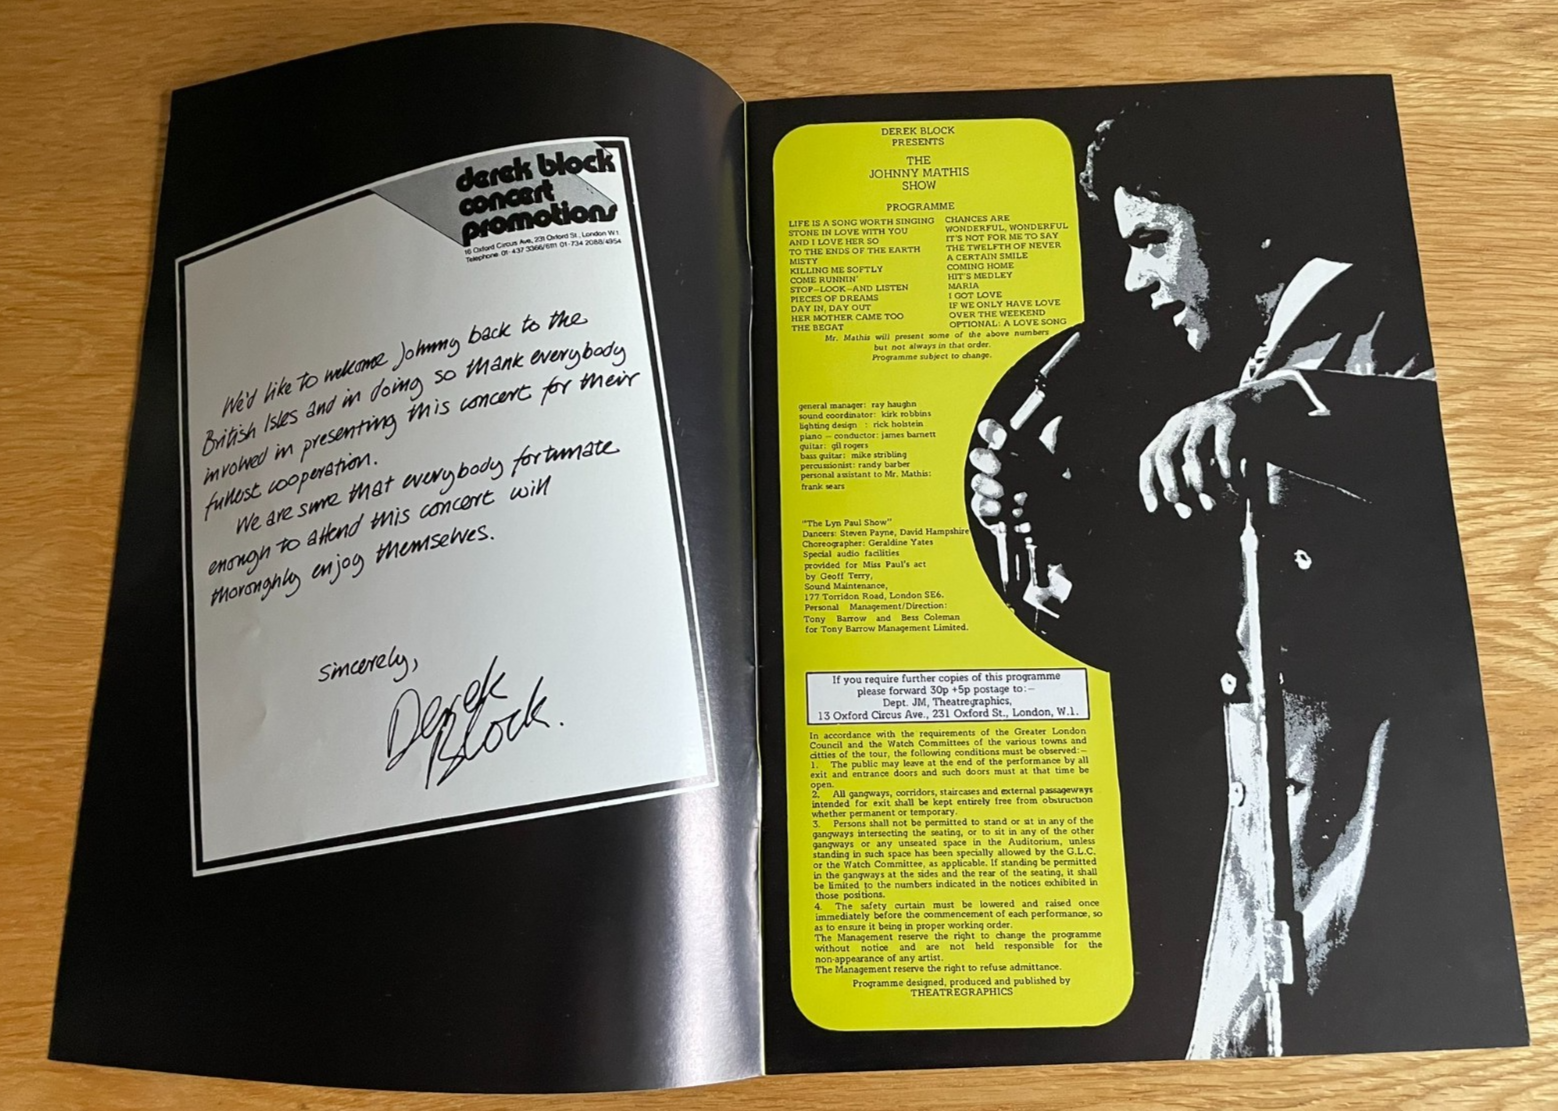 derek block
concert
promotions
16 Oxford Circus Ave, 231 Oxford St., London W1.
Telephone 01-437 3366/6111 01-734 2088/4954
We'd like to welcome Johnny back to the
British Isles and in doing so thank everybody
involved in presenting this concert for their
fullest cooperation.
We are sure that everybody fortunate
enough to attend this concert will
thoroughly enjoy themselves.
sincerely,
Derek
Block.
DEREK BLOCK
PRESENTS
THE
JOHNNY MATHIS
SHOW
PROGRAMME
LIFE IS A SONG WORTH SINGING
STONE IN LOVE WITH YOU
AND I LOVE HER SO
TO THE ENDS OF THE EARTH
MISTY
KILLING ME SOFTLY
COME RUNNIN'
STOP-LOOK-AND LISTEN
PIECES OF DREAMS
DAY IN, DAY OUT
HER MOTHER CAME TOO
THE BEGAT
CHANCES ARE
WONDERFUL, WONDERFUL
IT'S NOT FOR ME TO SAY
THE TWELFTH OF NEVER
A CERTAIN SMILE
COMING HOME
HIT'S MEDLEY
MARIA
I GOT LOVE
IF WE ONLY HAVE LOVE
OVER THE WEEKEND
OPTIONAL: A LOVE SONG
Mr. Mathis will present some of the above numbers
but not always in that order.
Programme subject to change.
general manager: ray haughn
sound coordinator: kirk robbins
lighting design : rick holstein
piano – conductor: james barnett
guitar: gil rogers
bass guitar: mike stribling
percussionist: randy barber
personal assistant to Mr. Mathis:
frank sears
"The Lyn Paul Show"
Dancers: Steven Payne, David Hampshire
Choreographer: Geraldine Yates
Special audio facilities
provided for Miss Paul's act
by Geoff Terry,
Sound Maintenance,
177 Torridon Road, London SE6.
Personal Management/Direction:
Tony Barrow and Bess Coleman
for Tony Barrow Management Limited.
If you require further copies of this programme
please forward 30p +5p postage to:–
Dept. JM, Theatregraphics,
13 Oxford Circus Ave., 231 Oxford St., London, W.1.
In accordance with the requirements of the Greater London
Council and the Watch Committees of the various towns and
citties of the tour, the following conditions must be observed:–
1. The public may leave at the end of the performance by all
exit and entrance doors and such doors must at that time be
open.
2. All gangways, corridors, staircases and external passageways
intended for exit shall be kept entirely free from obstruction
whether permanent or temporary.
3. Persons shall not be permitted to stand or sit in any of the
gangways intersecting the seating, or to sit in any of the other
gangways or any unseated space in the Auditorium, unless
standing in such space has been specially allowed by the G.L.C.
or the Watch Committee, as applicable. If standing be permitted
in the gangways at the sides and the rear of the seating, it shall
be limited to the numbers indicated in the notices exhibited in
those positions.
4. The safety curtain must be lowered and raised once
immediately before the commencement of each performance, so
as to ensure it being in proper working order.
The Management reserve the right to change the programme
without notice and are not held responsible for the
non-appearance of any artist.
The Management reserve the right to refuse admittance.
Programme designed, produced and published by
THEATREGRAPHICS